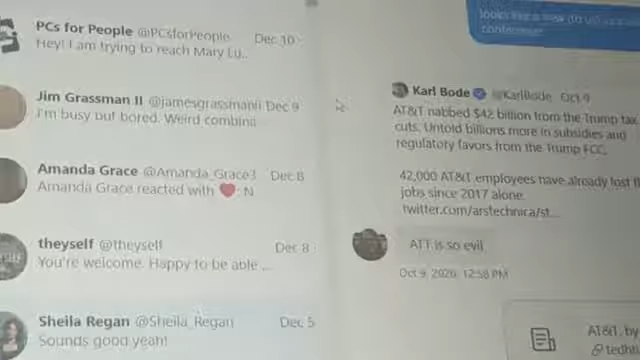 PCs for People @PCsforPeople Dec 10
Hey! I am trying to reach Mary Lu..
Jim Grassman II @jamesgrassmanii Dec 9
I'm busy but bored. Weird combina
Amanda Grace @Amanda_Grace3 Dec 8
Amanda Grace reacted with ❤: N
theyself @theyself Dec 8
You're welcome. Happy to be able ...
Sheila Regan @Sheila_Regan Dec 5
Sounds good yeah!
looks like a
conference
Karl Bode @KarlBode Oct 9
AT&T nabbed $42 billion from the Trump tax
cuts. Untold billions more in subsidies and
regulatory favors from the Trump FCC.
42,000 AT&T employees have already lost
jobs since 2017 alone.
twitter.com/arstechnica/st...
ATT is so evil
Oct 9, 2020, 12:58 PM
AT&T, by